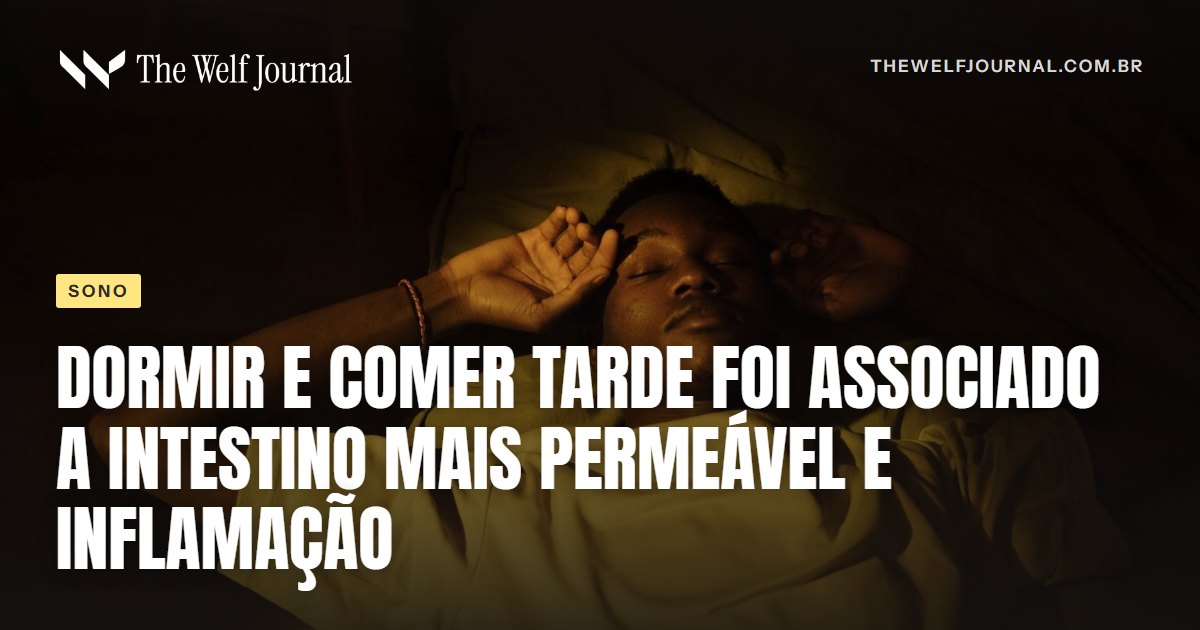 The Welf Journal
THEWELFJOURNAL.COM.BR
SONO
DORMIR E COMER TARDE FOI ASSOCIADO
A INTESTINO MAIS PERMEÁVEL E
INFLAMAÇÃO